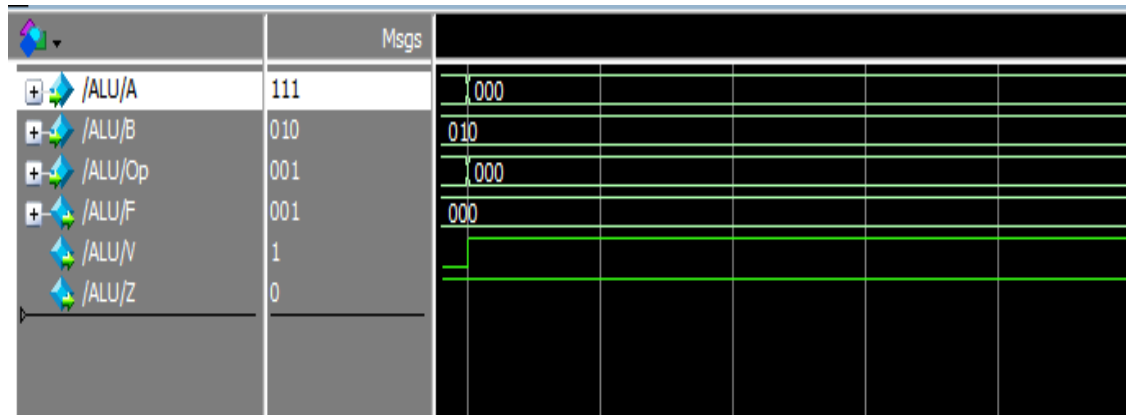 Msgs
/ALU/A 111 000
/ALU/B 010 010
/ALU/Op 001 000
/ALU/F 001 000
/ALU/V 1
/ALU/Z 0